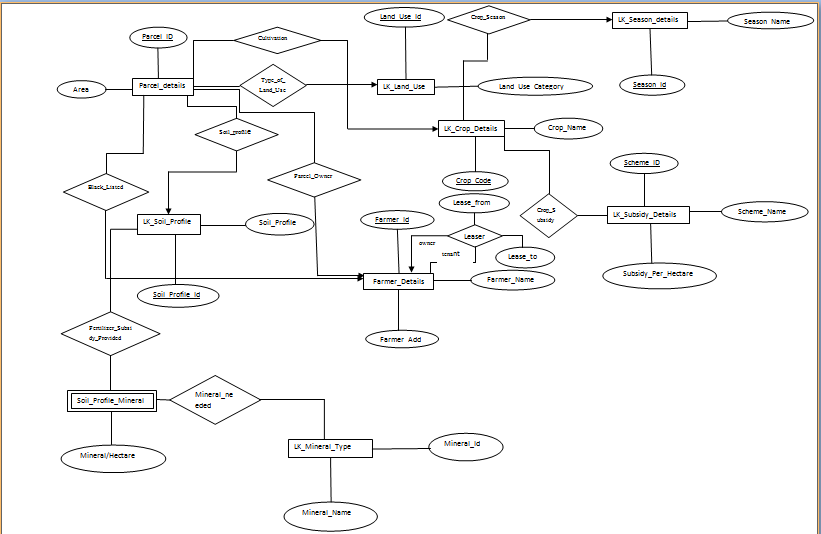 Land_Use_Id
Crop_Season
LK_Season_details
Season_Name
Parcel_ID
Cultivation
Parcel_details
Area
Type_of_
Land_Use
LK_Land_Use
Land_Use_Category
Season_Id
Soil_profile
LK_Crop_Details
Crop_Name
Black_Listed
Parcel_Owner
Crop_Code
Scheme_ID
Lease_from
LK_Soil_Profile
Soil_Profile
Farmer_Id
Crop_S
ubsidy
LK_Subsidy_Details
Scheme_Name
Leaser
owner
tenant
Lease_to
Soil_Profile_Id
Farmer_Details
Farmer_Name
Subsidy_Per_Hectare
Fertilizer_Subsi
dy_Provided
Farmer_Add
Soil_Profile_Mineral
Mineral_ne
eded
LK_Mineral_Type
Mineral_Id
Mineral/Hectare
Mineral_Name